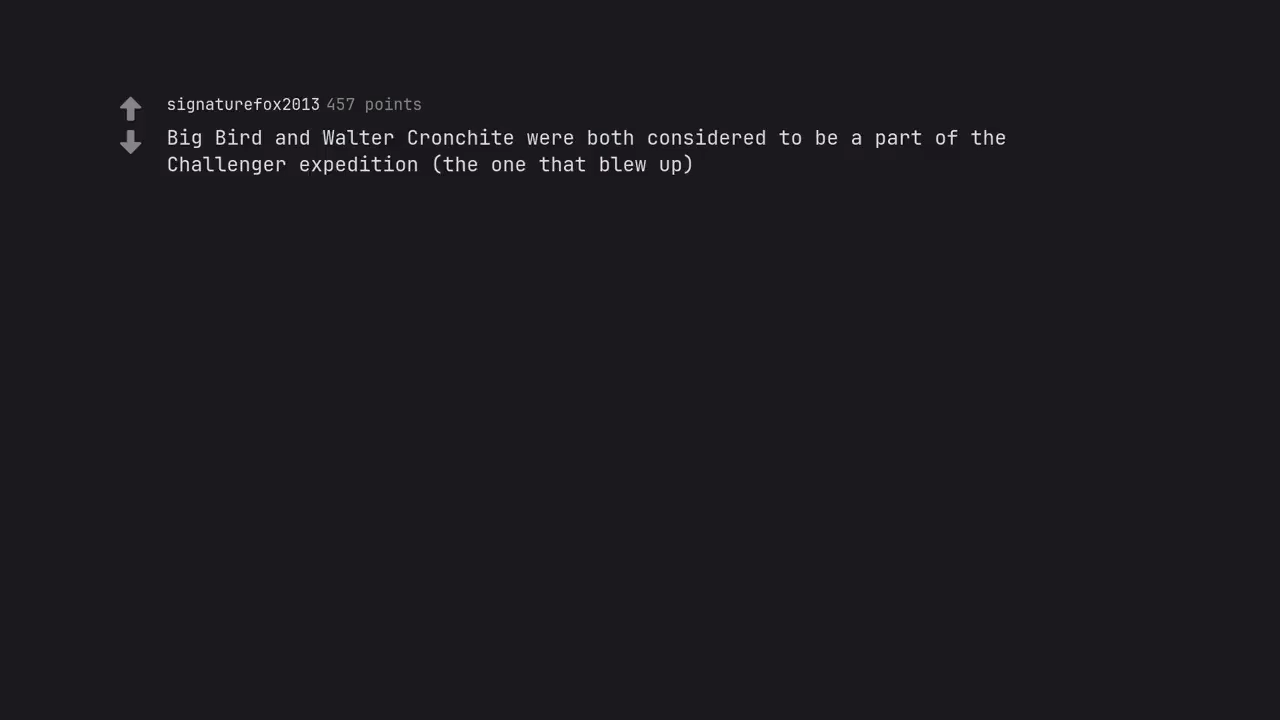 signaturefox2013 457 points
Big Bird and Walter Cronchite were both considered to be a part of the
Challenger expedition (the one that blew up)